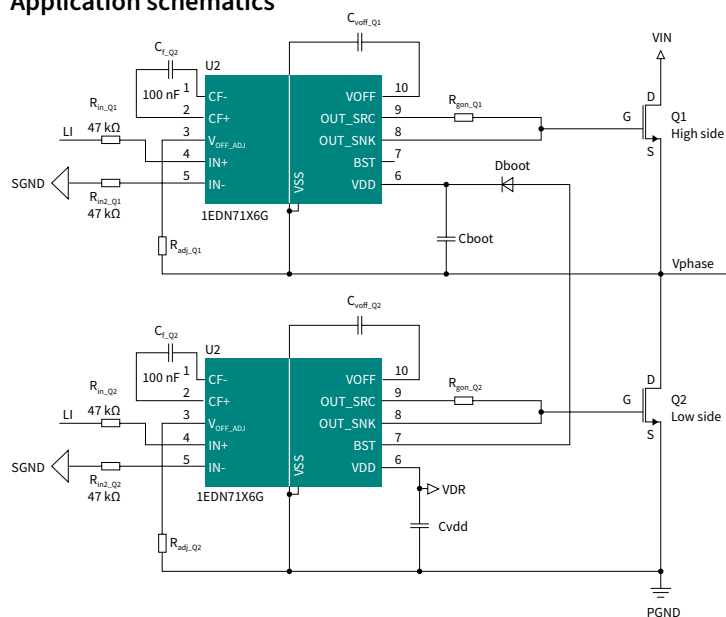 Application schematics
C_voff_Q1
VIN
C_f_Q2
U2
100 nF
1
CF-
VOFF
10
2
CF+
OUT_SRC
9
R_gon_Q1
D
Q1
R_in_Q1
47 kΩ
LI
3
V_OFF_ADJ
OUT_SNK
8
G
High side
4
IN+
BST
7
S
SGND
5
IN-
VSS
VDD
6
Dboot
R_in2_Q1
47 kΩ
1EDN71X6G
R_adj_Q1
Cboot
Vphase
C_voff_Q2
C_f_Q2
U2
100 nF
1
CF-
VOFF
10
R_in_Q2
47 kΩ
2
CF+
OUT_SRC
9
R_gon_Q2
D
Q2
LI
3
V_OFF_ADJ
OUT_SNK
8
G
Low side
4
IN+
BST
7
S
SGND
5
IN-
VSS
VDD
6
R_in2_Q2
47 kΩ
1EDN71X6G
VDR
Cvdd
R_adj_Q2
PGND